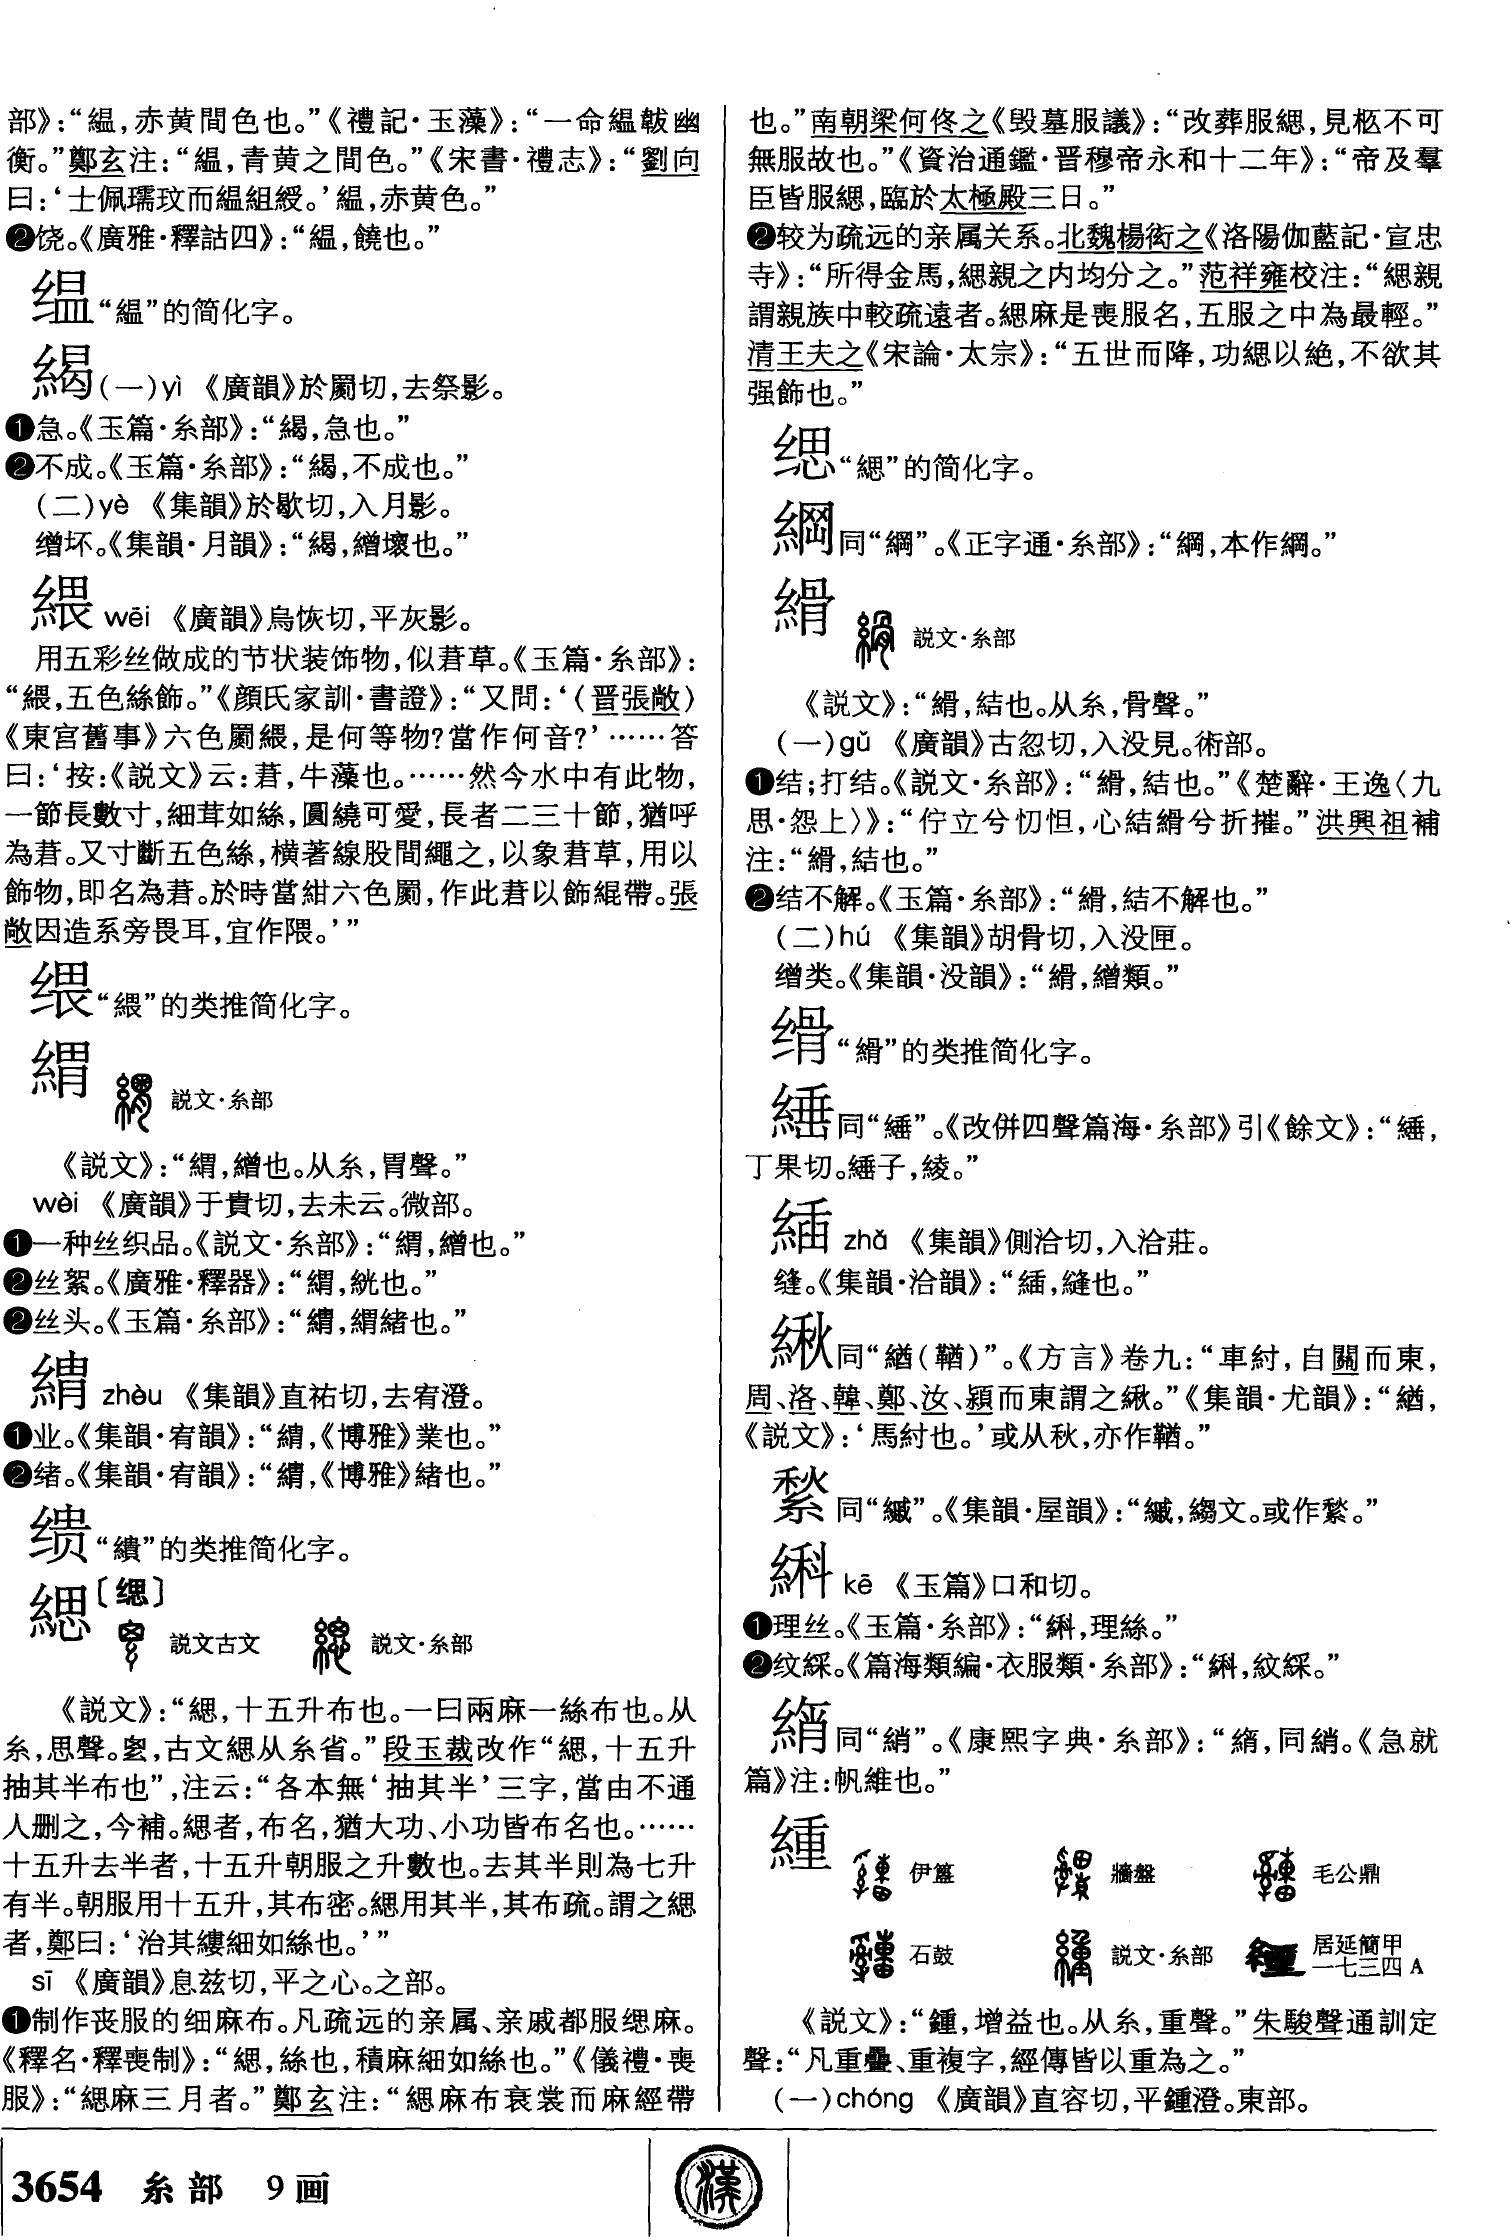 部》：“緼，赤黄間色也。”《禮記·玉藻》：“一命緼韍幽
衡。”鄭玄注：“緼，青黄之間色。”《宋書·禮志》：“劉向
曰：‘士佩瓀玟而緼組綬。’緼，赤黄色。”
❷饶。《廣雅·釋詁四》：“緼，饒也。”
缊“緼”的简化字。
緆(一)yì 《廣韻》於罽切，去祭影。
❶急。《玉篇·糸部》：“，急也。”
❷不成。《玉篇·糸部》：“，不成也。”
(二)yè 《集韻》於歇切，入月影。
缯坏。《集韻·月韻》：“，繒壞也。”
緭 wēi 《廣韻》烏恢切，平灰影。
用五彩丝做成的节状装饰物，似莙草。《玉篇·糸部》：
“縀，五色絲飾。”《顔氏家訓·書證》：“又問：‘〈晋張敞〉
《東宫舊事》六色罽，是何等物？當作何音？’……答
曰：‘按：《説文》云：莙，牛藻也。……然今水中有此物，
一節長數寸，細茸如絲，圓繞可愛，長者二三十節，猶呼
為莙。又寸斷五色絲，横著線股間繩之，以象莙草，用以
飾物，即名為莙。於時當紺六色罽，作此莙以飾緄帶。張
敞因造糸旁畏耳，宜作隈。’”
“”的类推简化字。
緭
説文·糸部
《説文》：“緭，繒也。从糸，胃聲。”
wèi 《廣韻》于貴切，去未云。微部。
❶一种丝织品。《説文·糸部》：“緭，繒也。”
❷丝絮。《廣雅·釋器》：“緭，絖也。”
❷丝头。《玉篇·糸部》：“緭，緭緒也。”
zhòu 《集韻》直祐切，去宥澄。
❶业。《集韻·宥韻》：“，《博雅》業也。”
❷绪。《集韻·宥韻》：“，《博雅》緒也。”
缋“繢”的类推简化字。
緦〔缌〕
説文古文 説文·糸部
《説文》：“緦，十五升布也。一曰兩麻一絲布也。从
糸，思聲。，古文緦从糸省。”段玉裁改作“緦，十五升
抽其半布也”，注云：“各本無‘抽其半’三字，當由不通
人删之，今補。緦者，布名，猶大功、小功皆布名也。……
十五升去半者，十五升朝服之升數也。去其半則為七升
有半。朝服用十五升，其布密。緦用其半，其布疏。謂之緦
者，鄭曰：‘治其縷細如絲也。’”
sī 《廣韻》息兹切，平之心。之部。
❶制作丧服的细麻布。凡疏远的亲属、亲戚都服缌麻。
《釋名·釋喪制》：“緦，絲也，積麻細如絲也。”《儀禮·喪
服》：“緦麻三月者。”鄭玄注：“緦麻布衰裳而麻經帶
也。”南朝梁何佟之《毁墓服議》：“改葬服緦，見柩不可
無服故也。”《資治通鑑·晋穆帝永和十二年》：“帝及羣
臣皆服緦，臨於太極殿三日。”
❷较为疏远的亲属关系。北魏楊衒之《洛陽伽藍記·宣忠
寺》：“所得金馬，緦親之内均分之。”范祥雍校注：“緦親
謂親族中較疏遠者。緦麻是喪服名，五服之中為最輕。”
清王夫之《宋論·太宗》：“五世而降，功緦以絶，不欲其
强飾也。”
缌“緦”的简化字。
同“綱”。《正字通·糸部》：“綱，本作。”
縎
説文·糸部
《説文》：“縎，結也。从糸，骨聲。”
(一)gǔ 《廣韻》古忽切，入没見。術部。
❶结；打结。《説文·糸部》：“縎，結也。”《楚辭·王逸〈九
思·怨上〉》：“佇立兮忉怛，心結縎兮折摧。”洪興祖補
注：“縎，結也。”
❷结不解。《玉篇·糸部》：“縎，結不解也。”
(二)hú 《集韻》胡骨切，入没匣。
缯类。《集韻·没韻》：“縎，繒類。”
“縎”的类推简化字。
同“”。《改併四聲篇海·糸部》引《餘文》：“，
丁果切。子，綾。”
zhǎ 《集韻》側洽切，入洽莊。
缝。《集韻·洽韻》：“，縫也。”
緅同“緧(鞧)”。《方言》卷九：“車紂，自關而東，
周、洛、韓、鄭、汝、潁而東謂之。”《集韻·尤韻》：“緧，
《説文》：‘馬紂也。’或从秋，亦作鞧。”
同“”。《集韻·屋韻》：“，縐文。或作。”
kē 《玉篇》口和切。
❶理丝。《玉篇·糸部》：“，理絲。”
❷纹綵。《篇海類編·衣服類·糸部》：“，紋綵。”
同“綃”。《康熙字典·糸部》：“，同綃。《急就
篇》注：帆維也。”
緟
伊簋 牆盤 毛公鼎
石鼓 説文·糸部 居延簡甲一七三四A
《説文》：“緟，增益也。从糸，重聲。”朱駿聲通訓定
聲：“凡重疊、重複字，經傳皆以重為之。”
(一)chóng 《廣韻》直容切，平鍾澄。東部。
3654 糸部 9画
漢